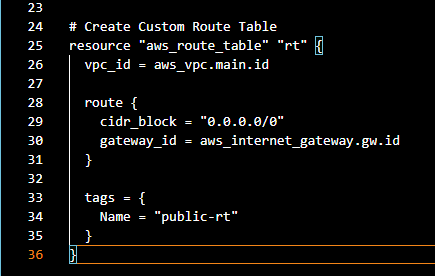 23
24 # Create Custom Route Table
25 resource "aws_route_table" "rt" {
26   vpc_id = aws_vpc.main.id
27
28   route {
29     cidr_block = "0.0.0.0/0"
30     gateway_id = aws_internet_gateway.gw.id
31   }
32
33   tags = {
34     Name = "public-rt"
35   }
36 }